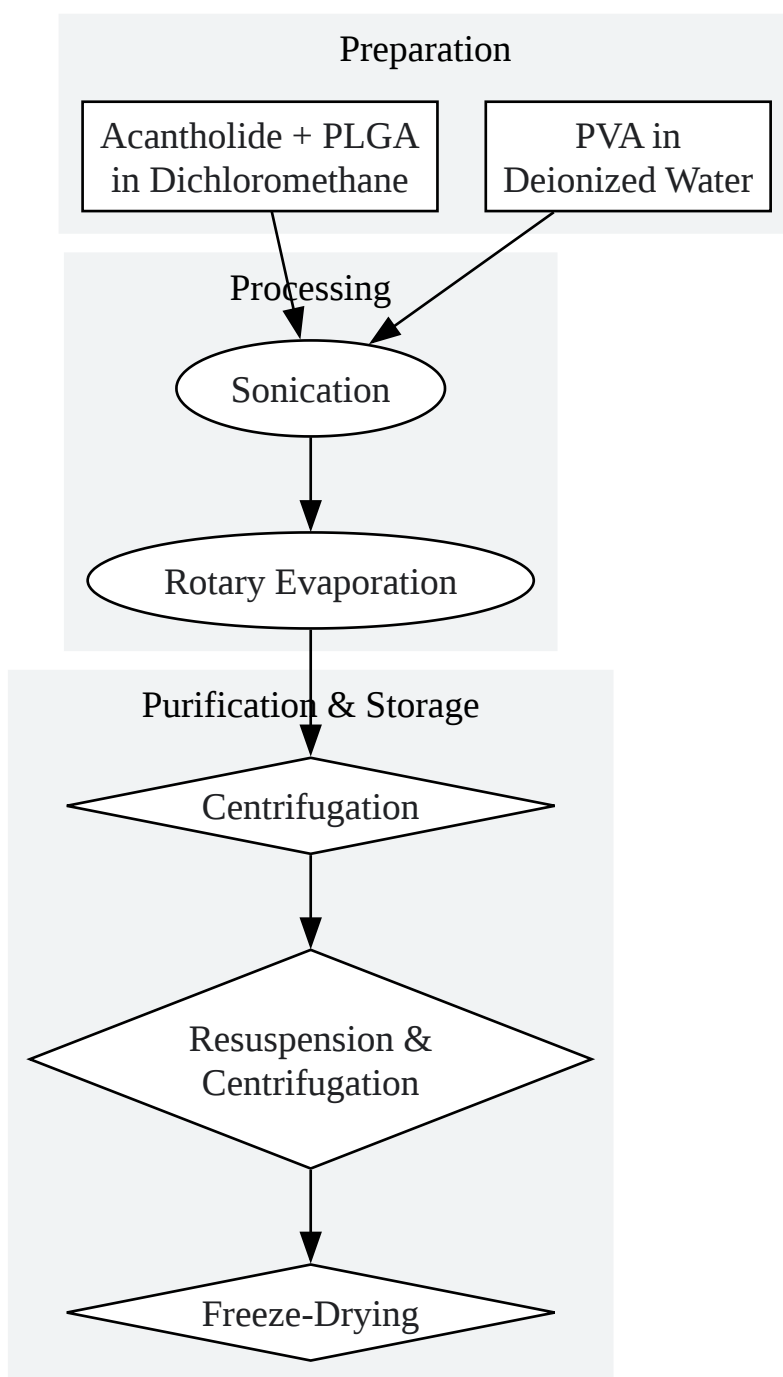 Preparation
Acantholide + PLGA
in Dichloromethane
PVA in
Deionized Water
Processing
Sonication
Rotary Evaporation
Purification & Storage
Centrifugation
Resuspension &
Centrifugation
Freeze-Drying